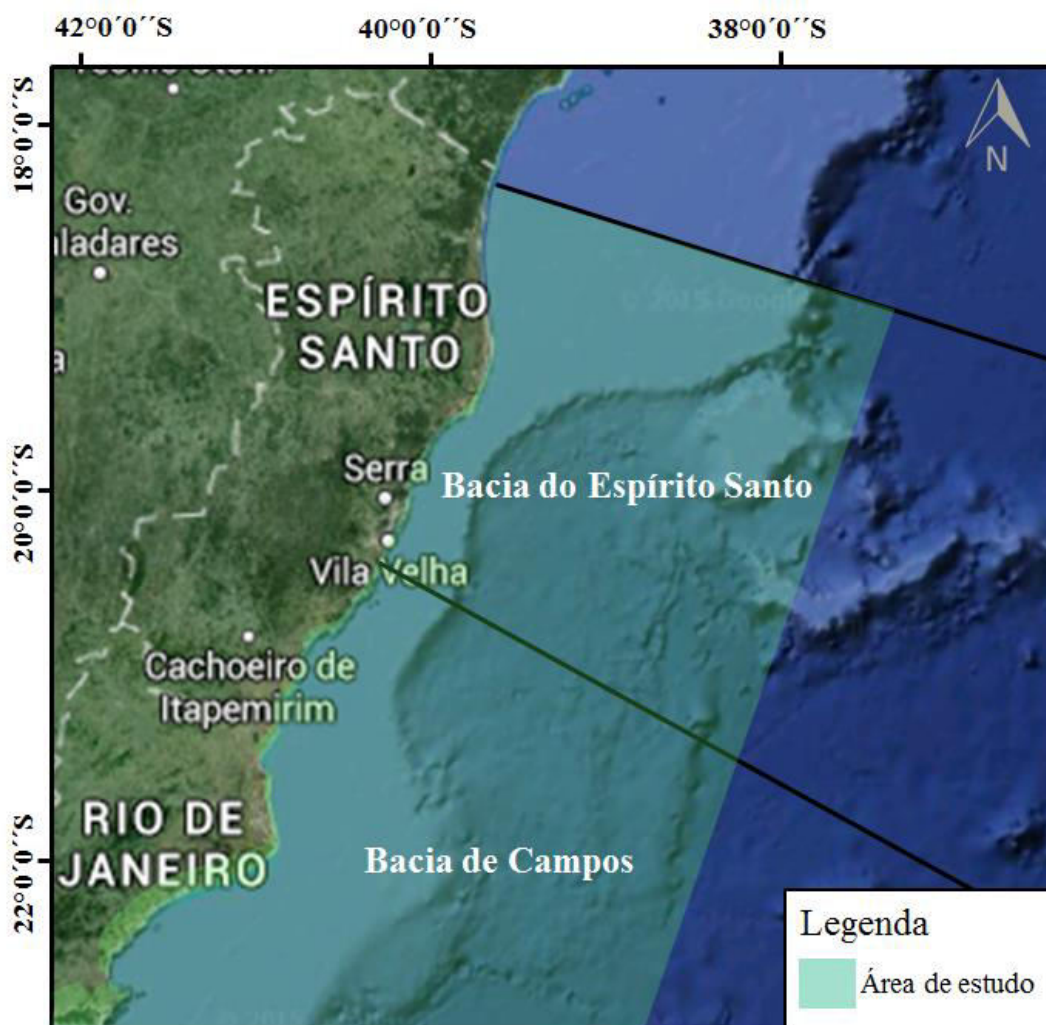 42°0´0´´S 40°0´0´´S 38°0´0´´S
18°0´0´´S
20°0´0´´S
22°0´0´´S
N
Gov.
ESPÍRITO
SANTO
Serra
Bacia do Espírito Santo
Vila Velha
Cachoeiro de
Itapemirim
RIO DE
JANEIRO
Bacia de Campos
Legenda
Área de estudo